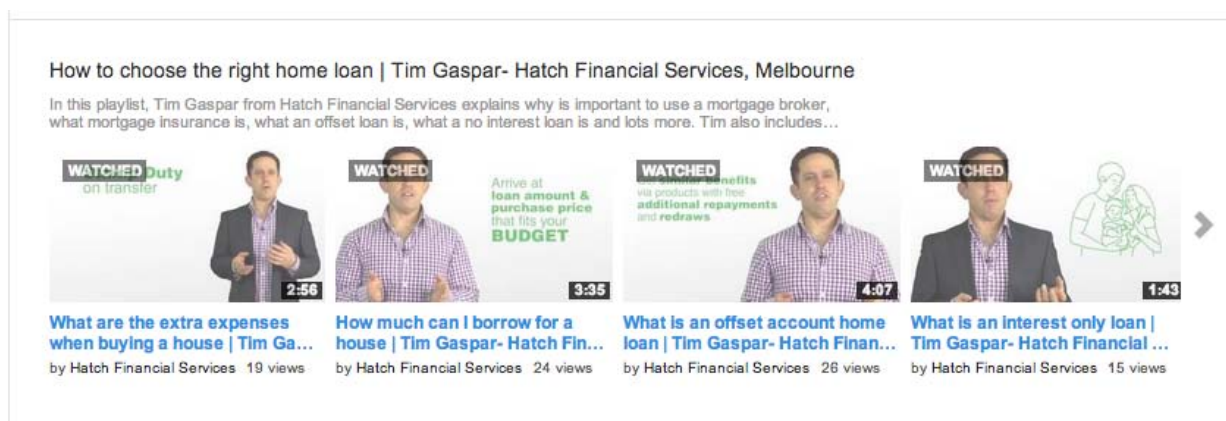 How to choose the right home loan | Tim Gaspar- Hatch Financial Services, Melbourne
In this playlist, Tim Gaspar from Hatch Financial Services explains why is important to use a mortgage broker,
what mortgage insurance is, what an offset loan is, what a no interest loan is and lots more. Tim also includes…
WATCHED
Duty
on transfer
2:56
WATCHED
Arrive at
loan amount &
purchase price
that fits your
BUDGET
3:35
WATCHED
similar benefits
via products with free
additional repayments
and redraws
4:07
WATCHED
1:43
What are the extra expenses
when buying a house | Tim Ga...
by Hatch Financial Services 19 views
How much can I borrow for a
house | Tim Gaspar- Hatch Fin...
by Hatch Financial Services 24 views
What is an offset account home
loan | Tim Gaspar- Hatch Finan...
by Hatch Financial Services 26 views
What is an interest only loan |
Tim Gaspar- Hatch Financial ...
by Hatch Financial Services 15 views